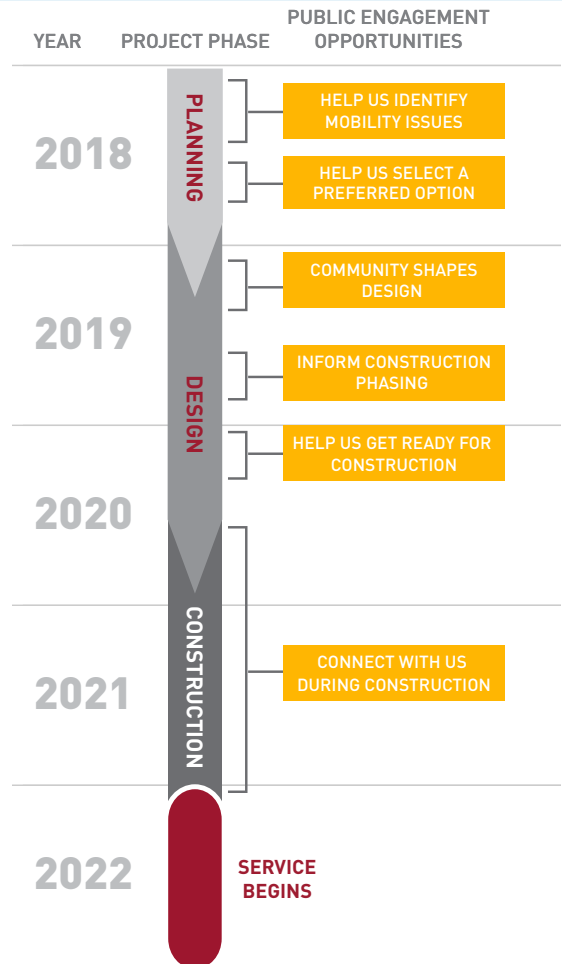 YEAR
PROJECT PHASE
PUBLIC ENGAGEMENT
OPPORTUNITIES
2018
PLANNING
HELP US IDENTIFY
MOBILITY ISSUES
HELP US SELECT A
PREFERRED OPTION
2019
DESIGN
COMMUNITY SHAPES
DESIGN
INFORM CONSTRUCTION
PHASING
2020
HELP US GET READY FOR
CONSTRUCTION
2021
CONSTRUCTION
CONNECT WITH US
DURING CONSTRUCTION
2022
SERVICE
BEGINS